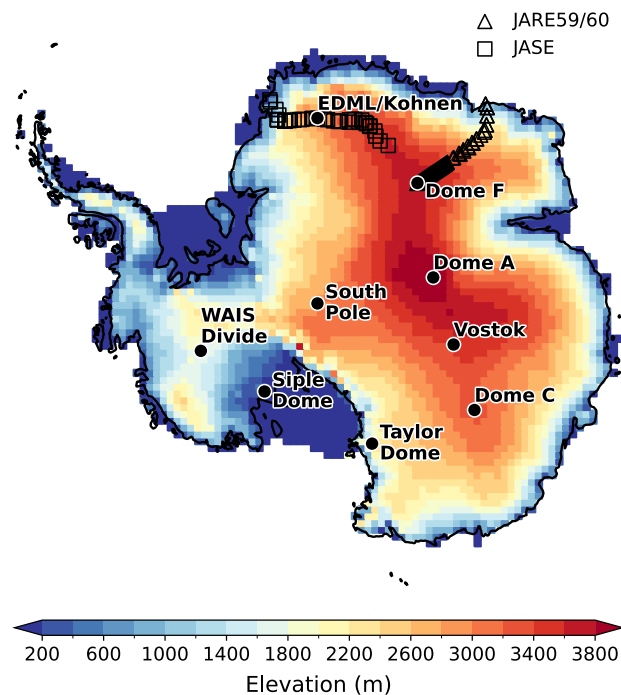 JARE59/60
JASE
EDML/Kohnen
Dome F
Dome A
South
Pole
WAIS
Divide
Vostok
Siple
Dome
Dome C
Taylor
Dome
200 600 1000 1400 1800 2200 2600 3000 3400 3800
Elevation (m)